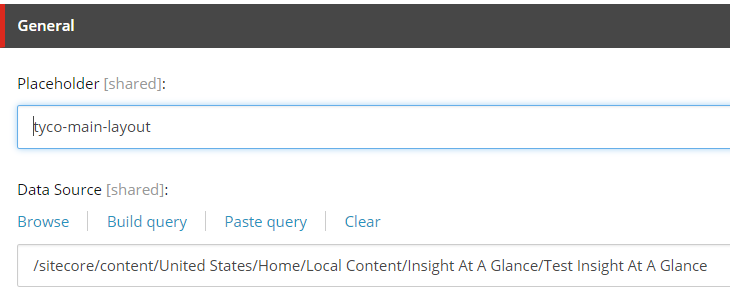 General
Placeholder [shared]:
tyco-main-layout
Data Source [shared]:
Browse Build query Paste query Clear
/sitecore/content/United States/Home/Local Content/Insight At A Glance/Test Insight At A Glance